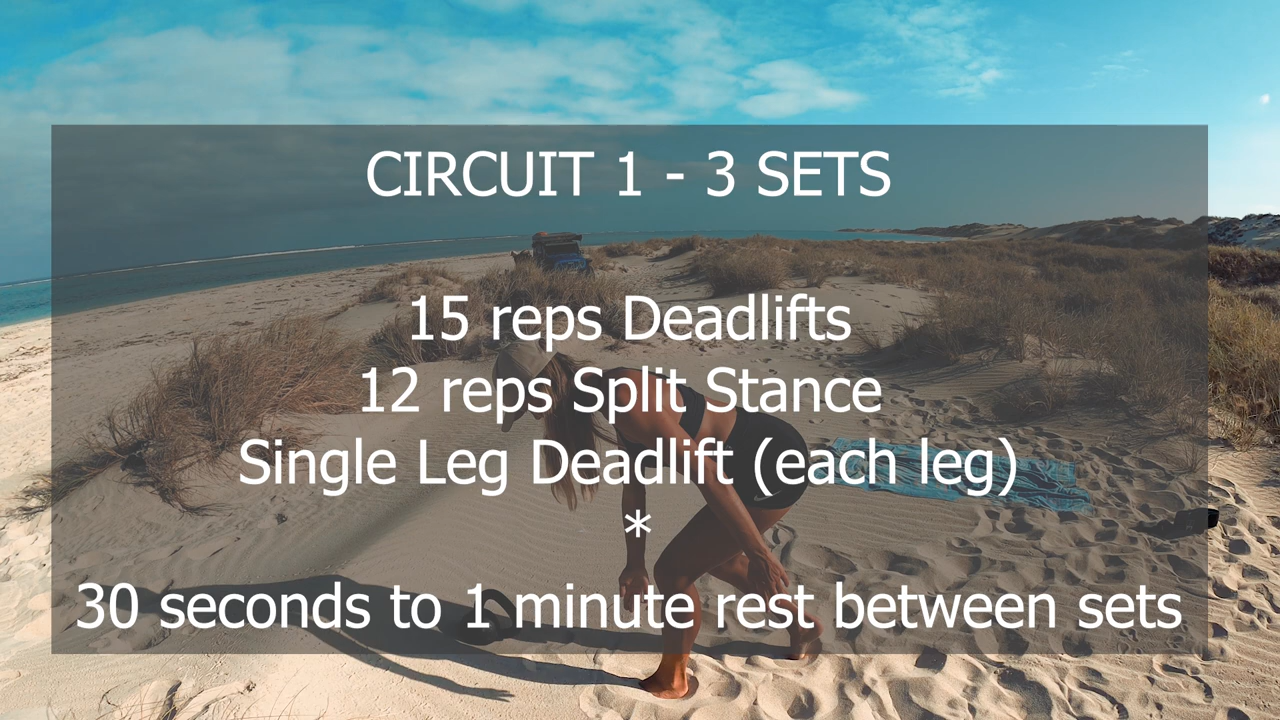 CIRCUIT 1 - 3 SETS
15 reps Deadlifts
12 reps Split Stance
Single Leg Deadlift (each leg)
*
30 seconds to 1 minute rest between sets